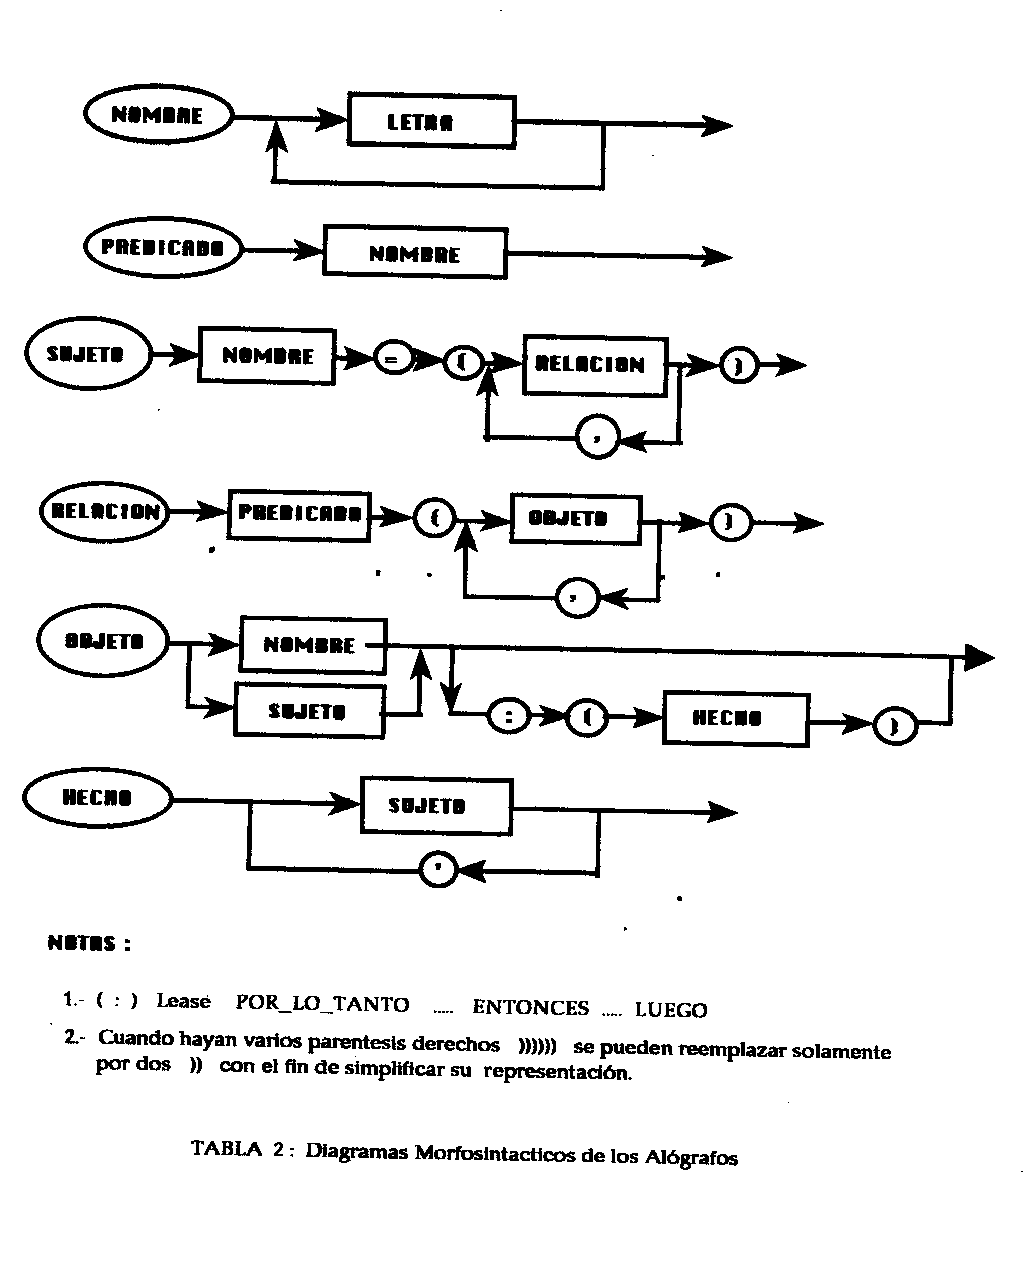 NOMBRE LETRA
PREDICADO NOMBRE
SUJETO NOMBRE = ( RELACION )
,
RELACION PREDICADO ( OBJETO )
,
OBJETO NOMBRE
SUJETO : ( HECHO )
HECHO SUJETO
'
NOTAS :
1.- ( : ) Lease POR_LO_TANTO ..... ENTONCES ..... LUEGO
2.- Cuando hayan varios parentesis derechos )))))) se pueden reemplazar solamente
por dos )) con el fin de simplificar su representación.
TABLA 2 : Diagramas Morfosintacticos de los Alógrafos